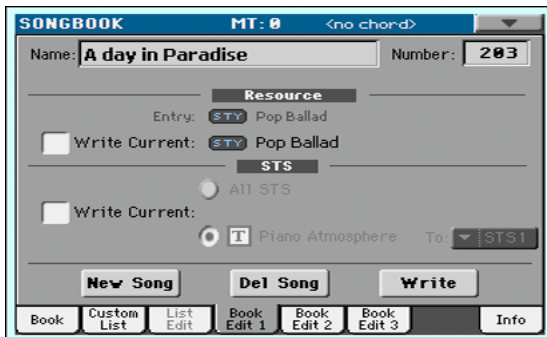 SONGBOOK MT: 0 <no chord>
Name: A day in Paradise Number: 203
Resource
Entry: STY Pop Ballad
Write Current: STY Pop Ballad
STS
All STS
Write Current:
T Piano Atmosphere To: STS1
New Song Del Song Write
Book Custom List List Edit Book Edit 1 Book Edit 2 Book Edit 3 Info